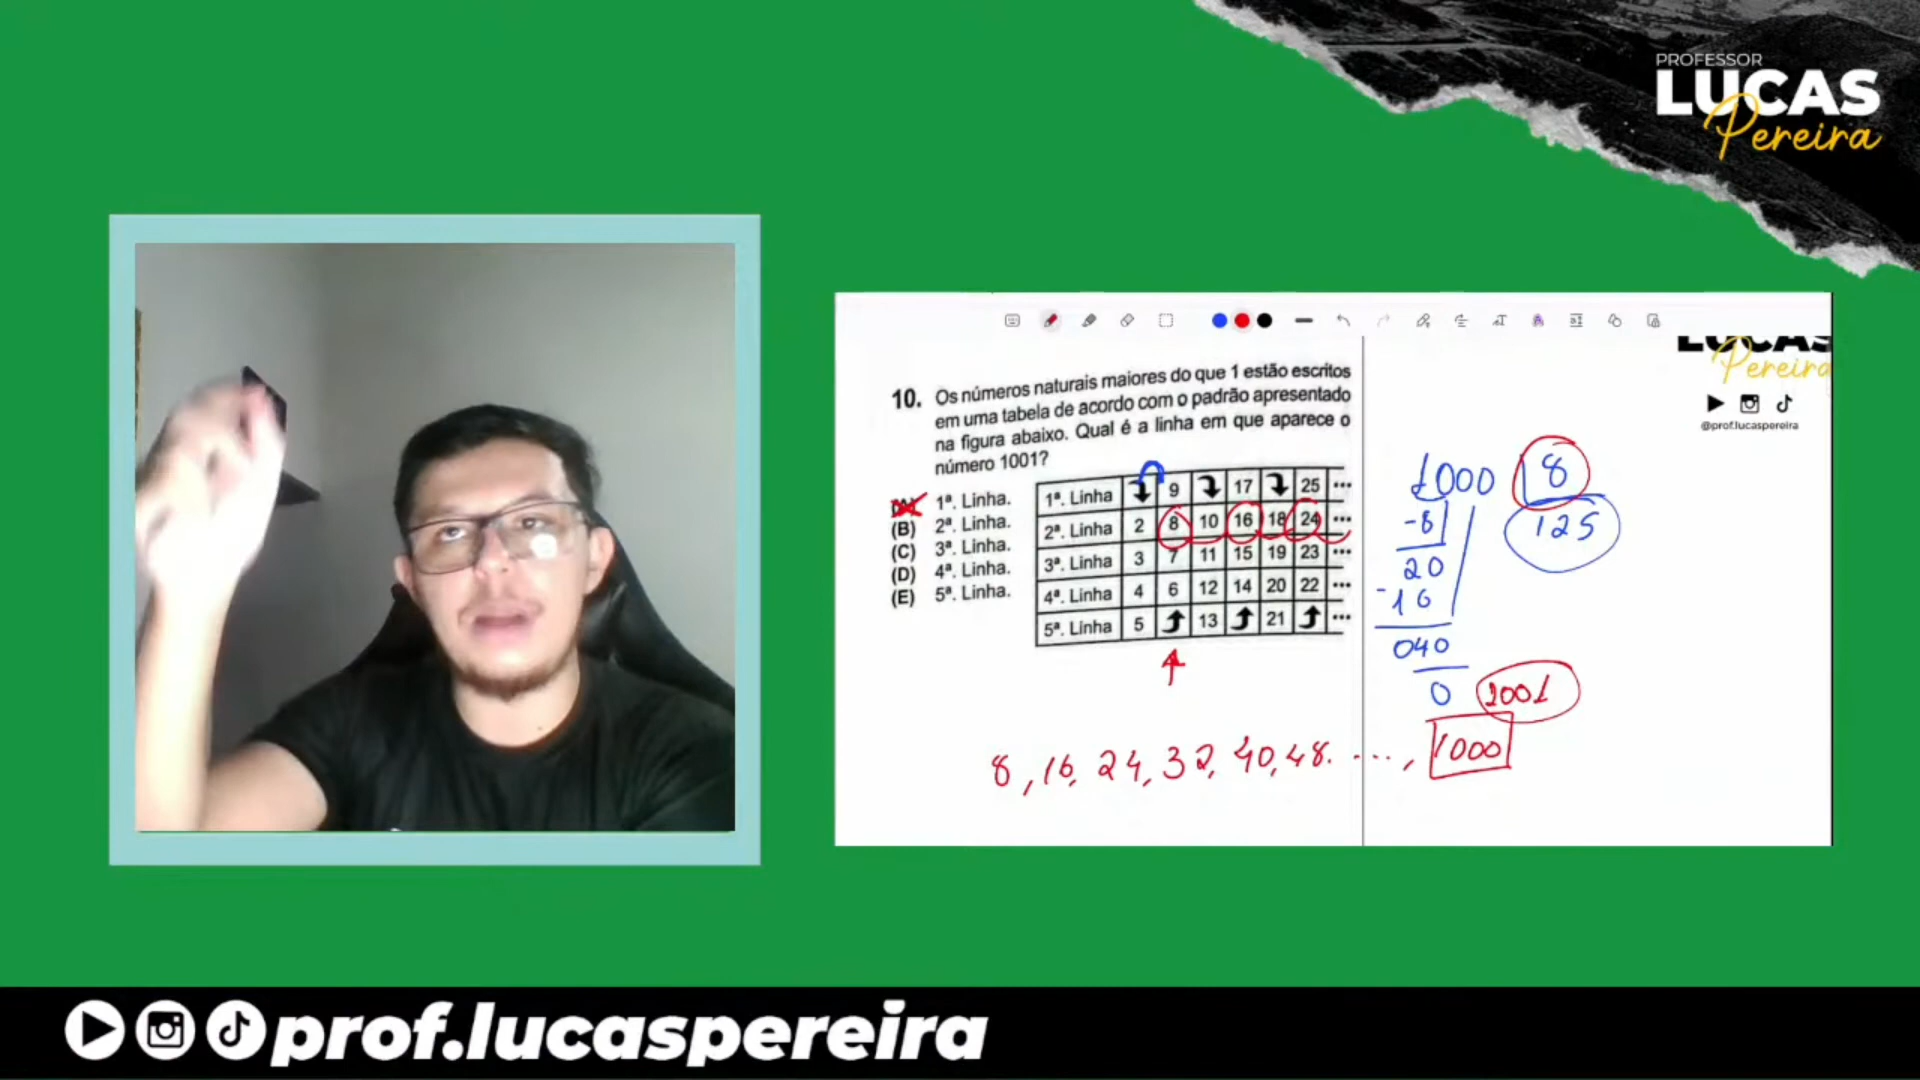 PROFESSOR
LUCAS
Pereira
LUCAS
Pereira
@prof.lucaspereira
10. Os números naturais maiores do que 1 estão escritos
em uma tabela de acordo com o padrão apresentado
na figura abaixo. Qual é a linha em que aparece o
número 1001?
1ª. Linha.
(B) 2ª. Linha.
(C) 3ª. Linha.
(D) 4ª. Linha.
(E) 5ª. Linha.
1ª. Linha 9 17 25 ...
2ª. Linha 2 8 10 16 18 24 ...
3ª. Linha 3 7 11 15 19 23 ...
4ª. Linha 4 6 12 14 20 22 ...
5ª. Linha 5 13 21 ...
1000 8
-8 125
20
-16
040
0
1001
8, 16, 24, 32, 40, 48. ..., 1000
prof.lucaspereira